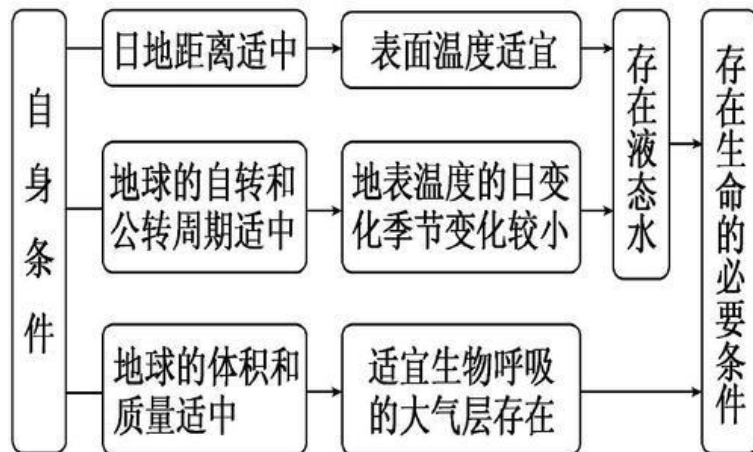 自身条件
日地距离适中
表面温度适宜
地球的自转和
公转周期适中
地表温度的日变
化季节变化较小
存在液态水
地球的体积和
质量适中
适宜生物呼吸
的大气层存在
存在生命的必要条件